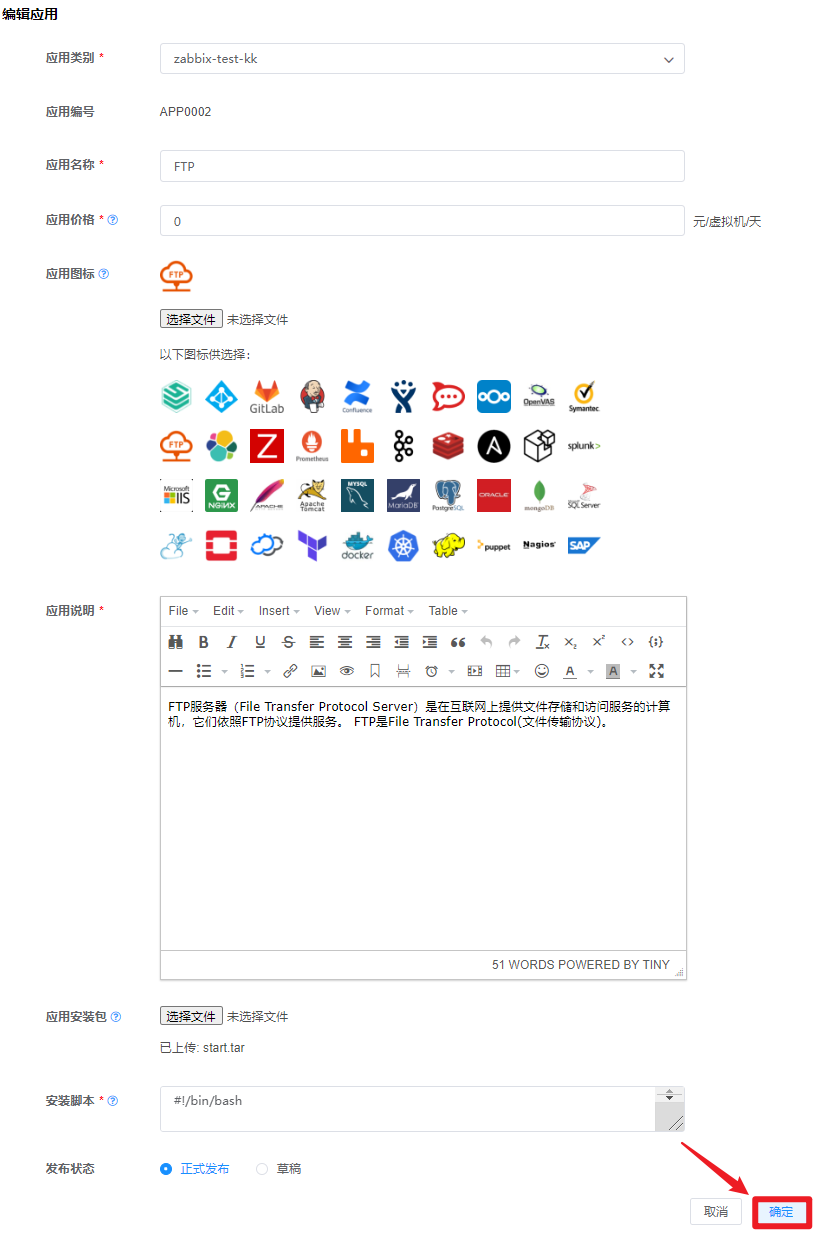 编辑应用
应用类别 * zabbix-test-kk
应用编号 APP0002
应用名称 * FTP
应用价格 * 0 元/虚拟机/天
应用图标
FTP
选择文件 未选择文件
以下图标供选择：
GitLab Confluence OpenVAS Symantec
FTP Z Prometheus A splunk>
Microsoft IIS G NGINX APACHE Apache Tomcat MYSQL MariaDB PostgreSQL ORACLE mongoDB SQL Server
docker puppet Nagios SAP
应用说明 * File Edit Insert View Format Table
B I U S
A A
FTP服务器（File Transfer Protocol Server）是在互联网上提供文件存储和访问服务的计算
机，它们依照FTP协议提供服务。 FTP是File Transfer Protocol(文件传输协议)。
51 WORDS POWERED BY TINY
应用安装包 选择文件 未选择文件
已上传: start.tar
安装脚本 * #!/bin/bash
发布状态 正式发布 草稿
取消 确定